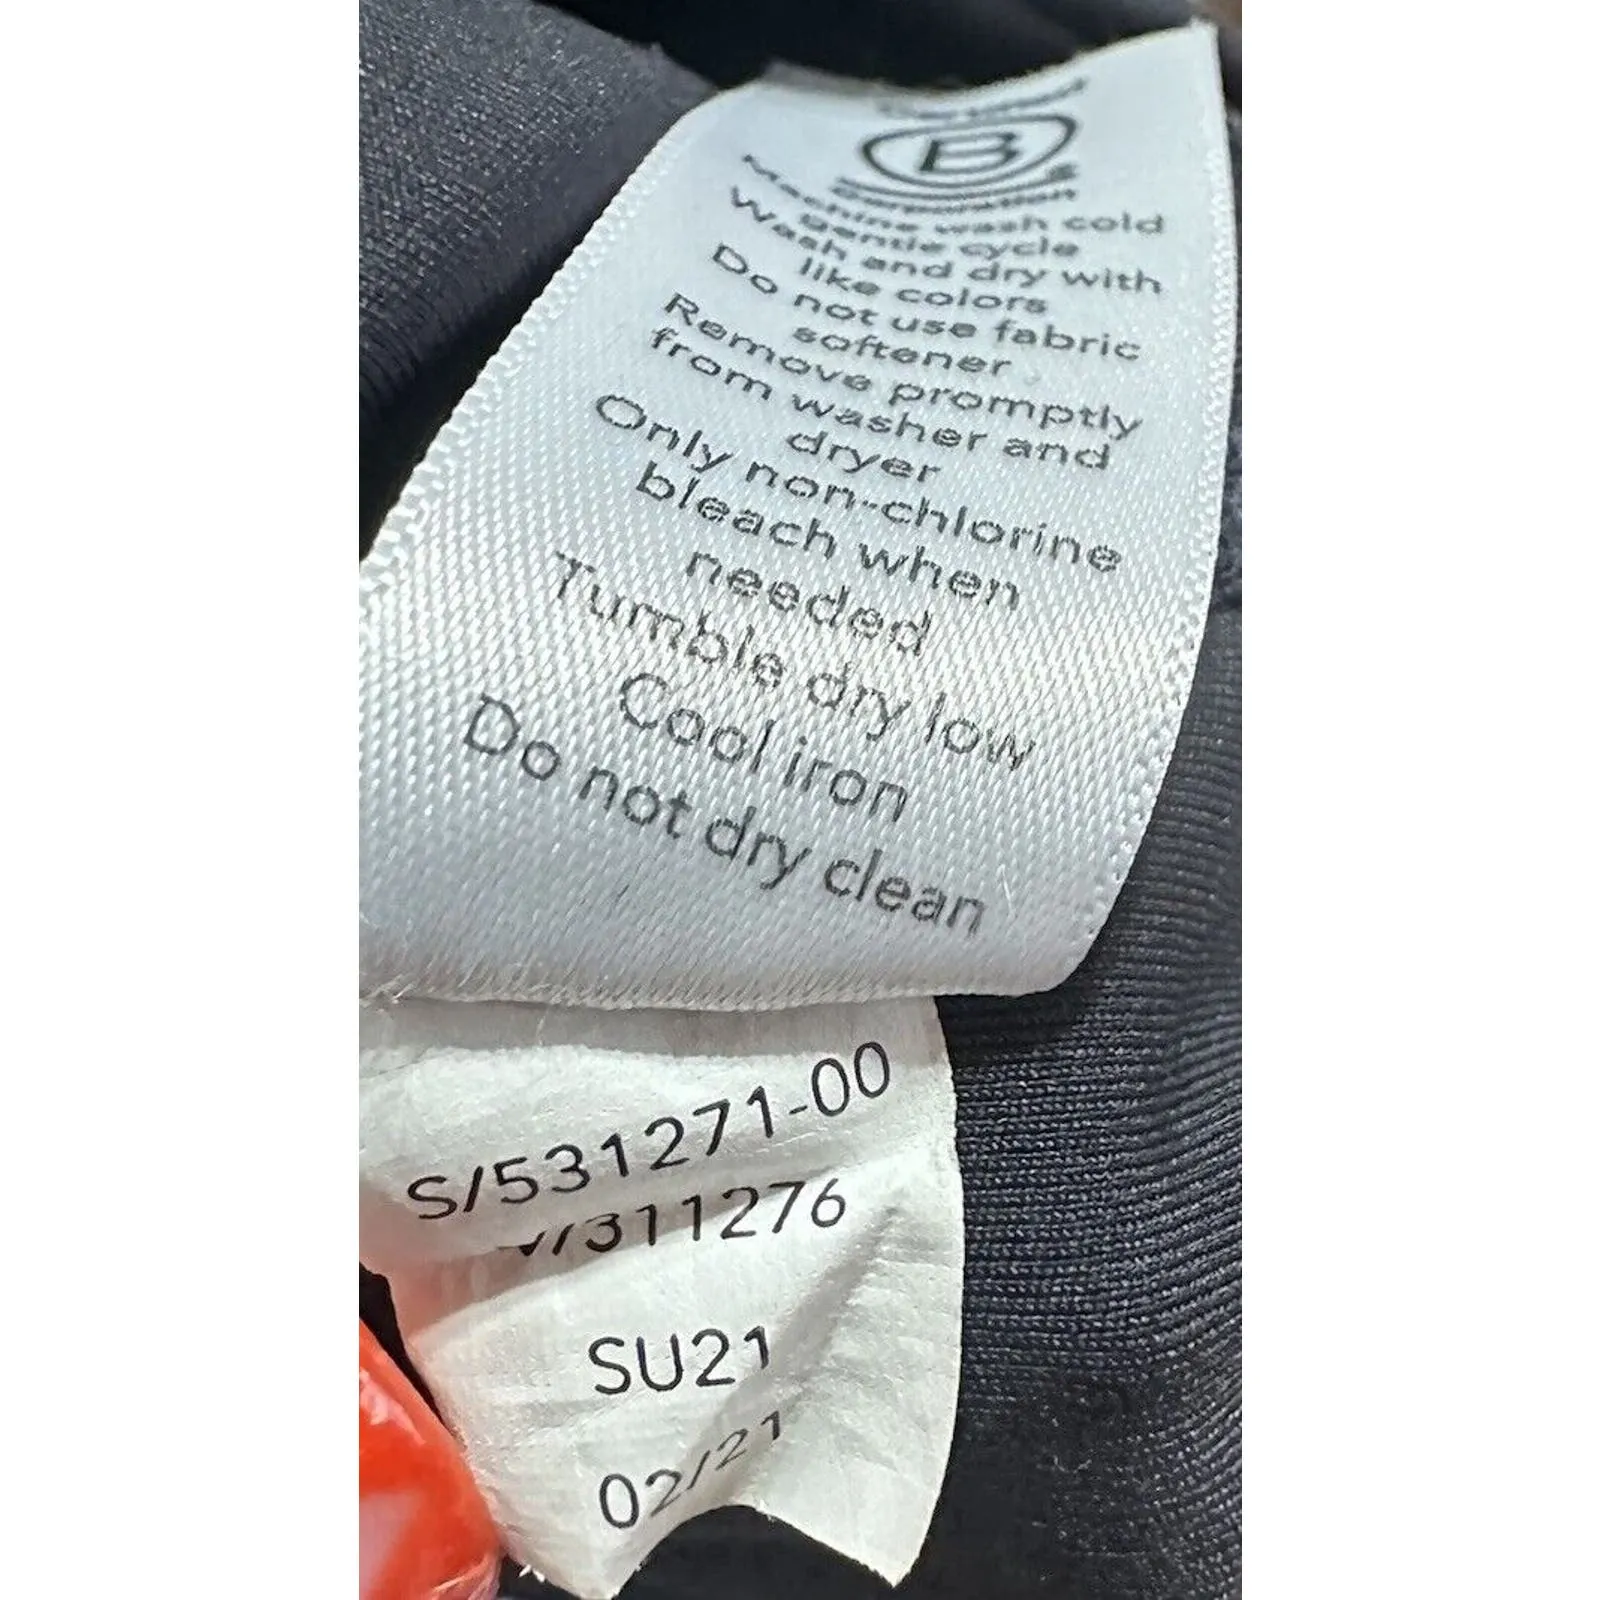 B
Corporation
Machine wash cold
gentle cycle
Wash and dry with
like colors
Do not use fabric
softener
Remove promptly
from washer and
dryer
Only non-chlorine
bleach when
needed
Tumble dry low
Cool iron
Do not dry clean
S/531271-00
V/311276
SU21
02/21